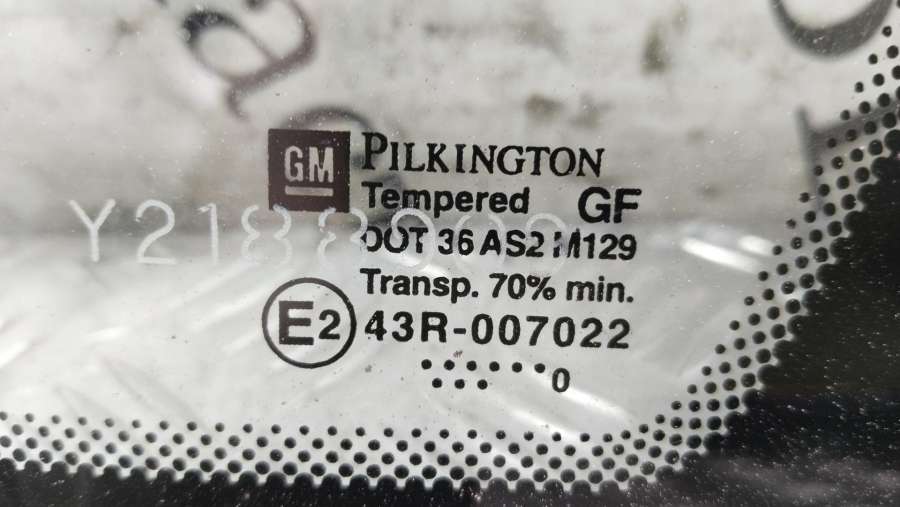 GM PILKINGTON
Tempered GF
DOT 36 AS2 M129
Transp. 70% min.
E2 43R-007022
0